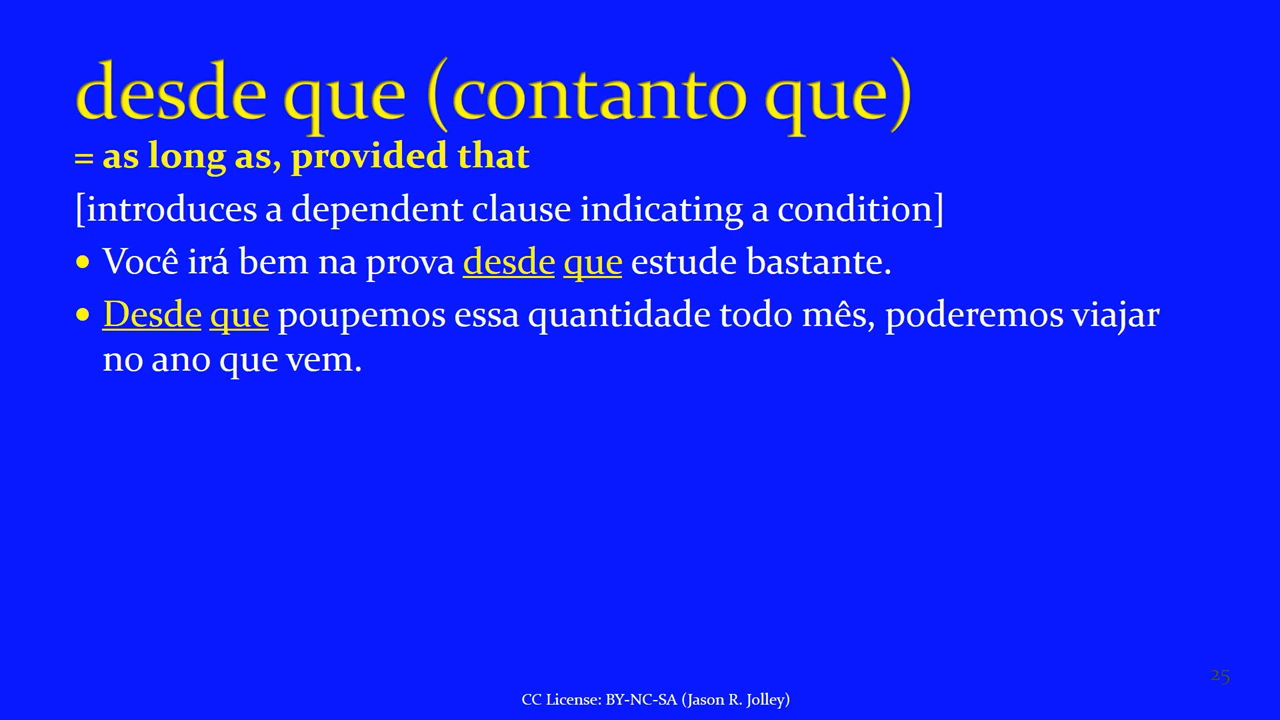 desde que (contanto que)
= as long as, provided that
[introduces a dependent clause indicating a condition]
• Você irá bem na prova desde que estude bastante.
• Desde que poupemos essa quantidade todo mês, poderemos viajar
no ano que vem.
25
CC License: BY-NC-SA (Jason R. Jolley)